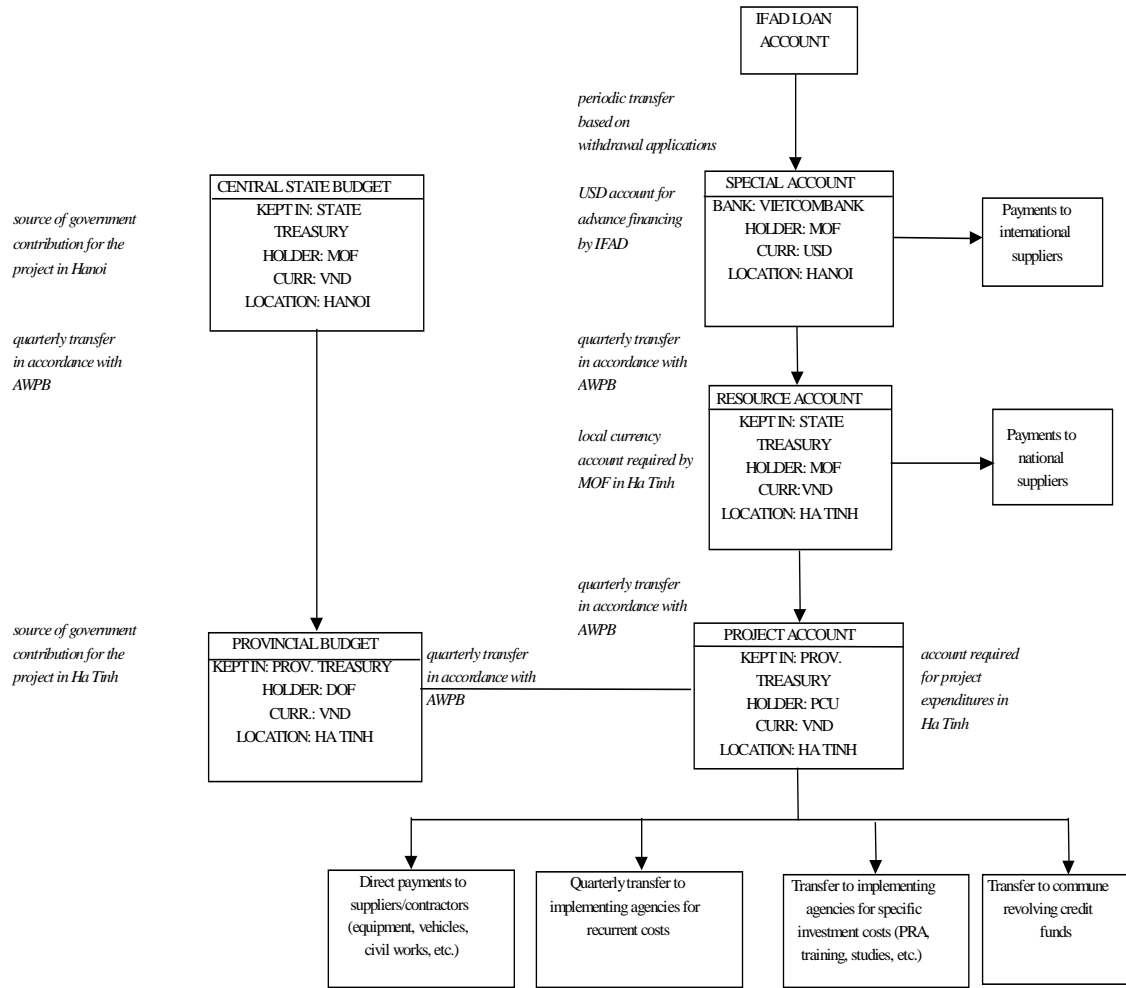 IFAD LOAN
ACCOUNT
periodic transfer
based on
withdrawal applications
CENTRAL STATE BUDGET
KEPT IN: STATE
TREASURY
HOLDER: MOF
CURR: VND
LOCATION: HANOI
source of government
contribution for the
project in Hanoi
USD account for
advance financing
by IFAD
SPECIAL ACCOUNT
BANK: VIETCOMBANK
HOLDER: MOF
CURR: USD
LOCATION: HANOI
Payments to
international
suppliers
quarterly transfer
in accordance with
AWPB
quarterly transfer
in accordance with
AWPB
RESOURCE ACCOUNT
KEPT IN: STATE
TREASURY
HOLDER: MOF
CURR:VND
LOCATION: HA TINH
local currency
account required by
MOF in Ha Tinh
Payments to
national
suppliers
quarterly transfer
in accordance with
AWPB
source of government
contribution for the
project in Ha Tinh
PROVINCIAL BUDGET
KEPT IN: PROV. TREASURY
HOLDER: DOF
CURR.: VND
LOCATION: HA TINH
quarterly transfer
in accordance with
AWPB
PROJECT ACCOUNT
KEPT IN: PROV.
TREASURY
HOLDER: PCU
CURR: VND
LOCATION: HA TINH
account required
for project
expenditures in
Ha Tinh
Direct payments to
suppliers/contractors
(equipment, vehicles,
civil works, etc.)
Quarterly transfer to
implementing agencies for
recurrent costs
Transfer to implementing
agencies for specific
investment costs (PRA,
training, studies, etc.)
Transfer to commune
revolving credit
funds